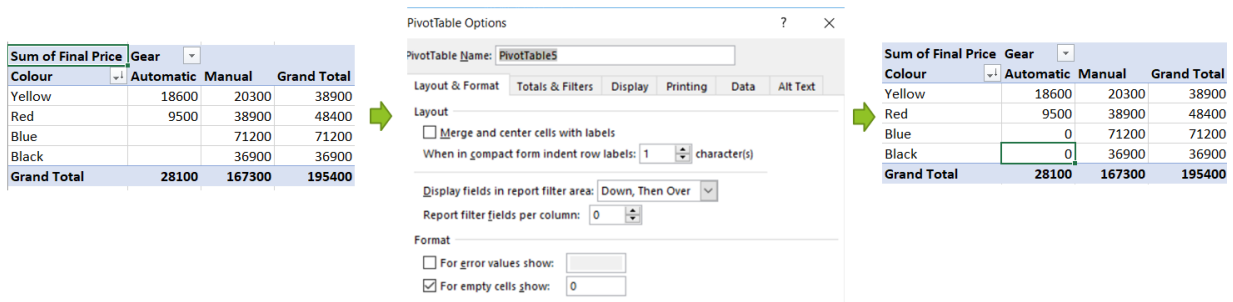 Sum of Final Price Gear
Colour Automatic Manual Grand Total
Yellow 18600 20300 38900
Red 9500 38900 48400
Blue 71200 71200
Black 36900 36900
Grand Total 28100 167300 195400
PivotTable Options ?
PivotTable Name: PivotTable5
Layout & Format Totals & Filters Display Printing Data Alt Text
Layout
Merge and center cells with labels
When in compact form indent row labels: 1 character(s)
Display fields in report filter area: Down, Then Over
Report filter fields per column: 0
Format
For error values show:
For empty cells show: 0
Sum of Final Price Gear
Colour Automatic Manual Grand Total
Yellow 18600 20300 38900
Red 9500 38900 48400
Blue 0 71200 71200
Black 0 36900 36900
Grand Total 28100 167300 195400